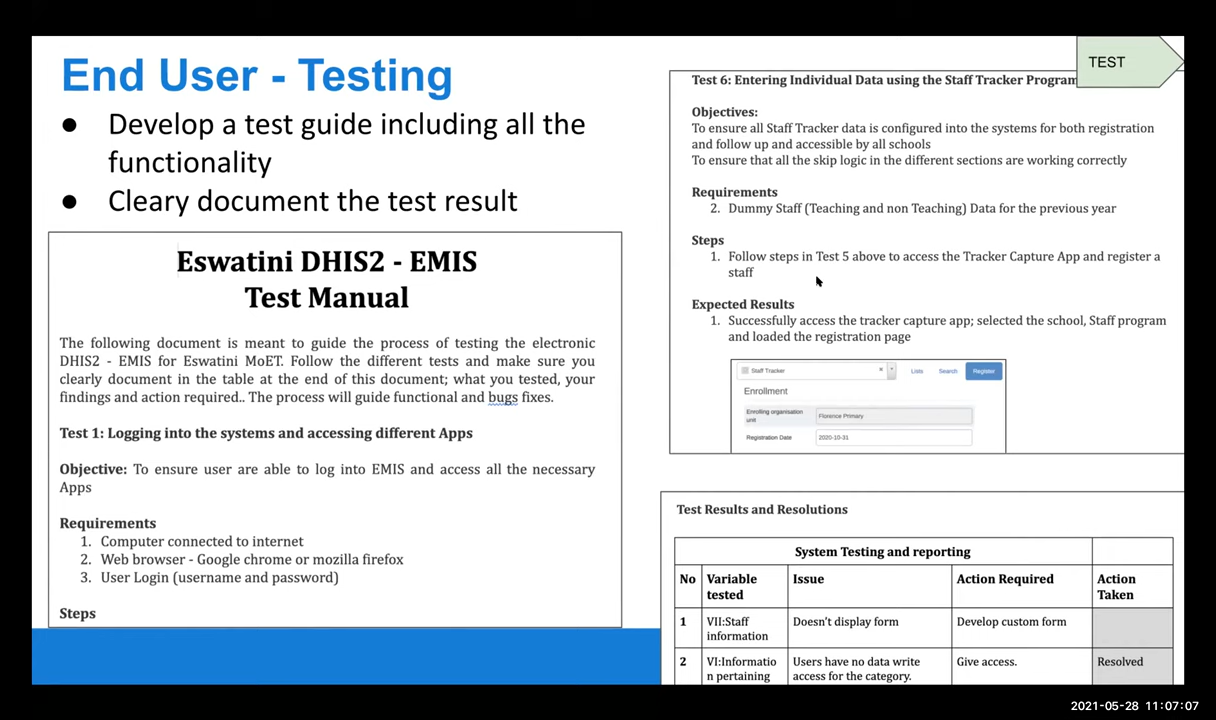 End User - Testing
● Develop a test guide including all the
functionality
● Cleary document the test result
Eswatini DHIS2 - EMIS
Test Manual
The following document is meant to guide the process of testing the electronic
DHIS2 - EMIS for Eswatini MoET. Follow the different tests and make sure you
clearly document in the table at the end of this document; what you tested, your
findings and action required.. The process will guide functional and bugs fixes.
Test 1: Logging into the systems and accessing different Apps
Objective: To ensure user are able to log into EMIS and access all the necessary
Apps
Requirements
1. Computer connected to internet
2. Web browser - Google chrome or mozilla firefox
3. User Login (username and password)
Steps
TEST
Test 6: Entering Individual Data using the Staff Tracker Program
Objectives:
To ensure all Staff Tracker data is configured into the systems for both registration
and follow up and accessible by all schools
To ensure that all the skip logic in the different sections are working correctly
Requirements
2. Dummy Staff (Teaching and non Teaching) Data for the previous year
Steps
1. Follow steps in Test 5 above to access the Tracker Capture App and register a
staff
Expected Results
1. Successfully access the tracker capture app; selected the school, Staff program
and loaded the registration page
Staff Tracker Lists Search Register
Enrollment
Enrolling organisation
unit
Florence Primary
Registration Date 2020-10-31
Test Results and Resolutions
System Testing and reporting
No Variable Issue Action Required Action
tested Taken
1 VII:Staff Doesn't display form Develop custom form
information
2 VI:Informatio Users have no data write Give access. Resolved
n pertaining access for the category.
2021-05-28 11:07:07